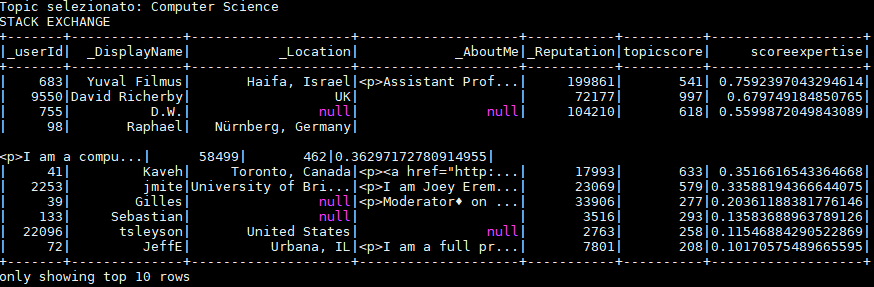 Topic selezionato: Computer Science
STACK EXCHANGE
+------+--------------+--------------------+--------------------+-----------+----------+-------------------+
|_userId| _DisplayName| _Location| _AboutMe|_Reputation|topicscore| scoreexpertise|
+------+--------------+--------------------+--------------------+-----------+----------+-------------------+
| 683| Yuval Filmus| Haifa, Israel|<p>Assistant Prof...| 199861| 541| 0.7592397043294614|
| 9550|David Richerby| UK| | 72177| 997| 0.679749184850765|
| 755| D.W.| null| null| 104210| 618| 0.5599872049843089|
| 98| Raphael| Nürnberg, Germany|
<p>I am a compu...| 58499| 462|0.36297172780914955|
| 41| Kaveh| Toronto, Canada|<p><a href="http:...| 17993| 633| 0.3516616543364668|
| 2253| jmite|University of Bri...|<p>I am Joey Erem...| 23069| 579|0.33588194366644075|
| 39| Gilles| null|<p>Moderator♦ on ...| 33906| 277|0.20361188381776146|
| 133| Sebastian| null| | 3516| 293|0.13583688963789126|
| 22096| tsleyson| United States| null| 2763| 258|0.11546884290522869|
| 72| JeffE| Urbana, IL|<p>I am a full pr...| 7801| 208|0.10170575489665595|
+------+--------------+--------------------+--------------------+-----------+----------+-------------------+
only showing top 10 rows